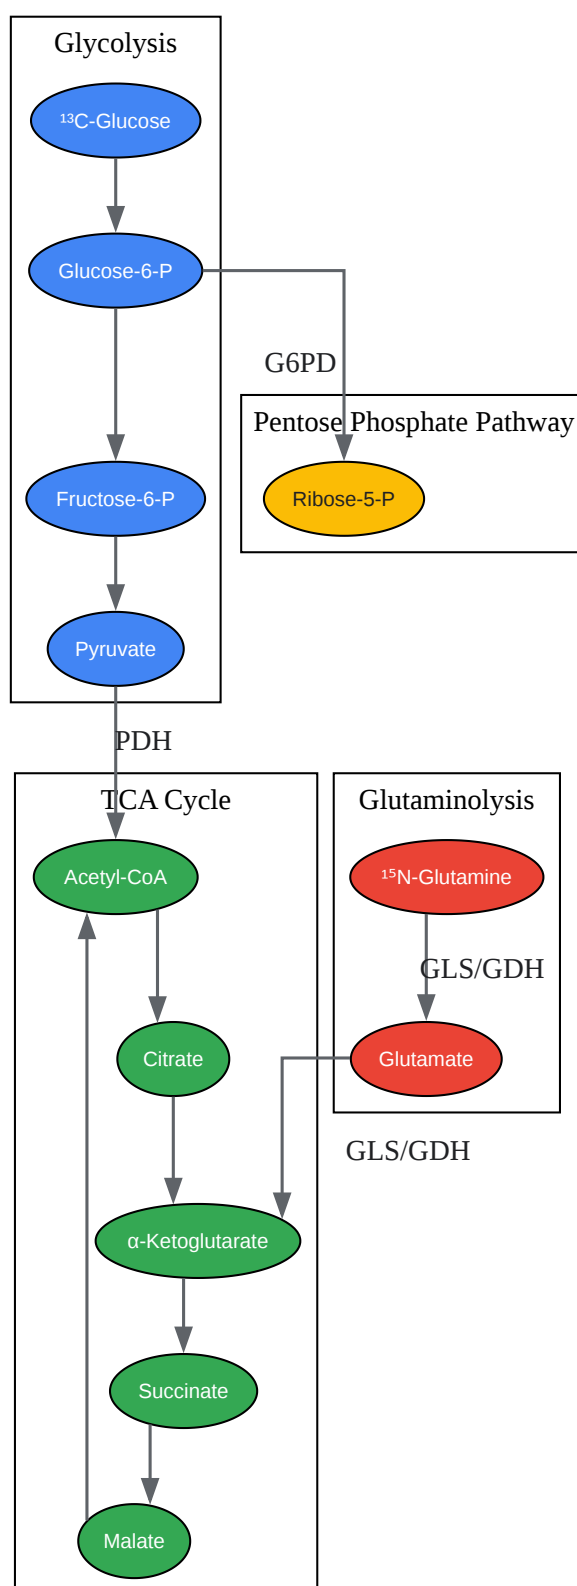 Glycolysis
¹³C-Glucose
Glucose-6-P
G6PD
Pentose Phosphate Pathway
Fructose-6-P
Ribose-5-P
Pyruvate
PDH
TCA Cycle
Glutaminolysis
Acetyl-CoA
¹⁵N-Glutamine
GLS/GDH
Citrate
Glutamate
GLS/GDH
α-Ketoglutarate
Succinate
Malate